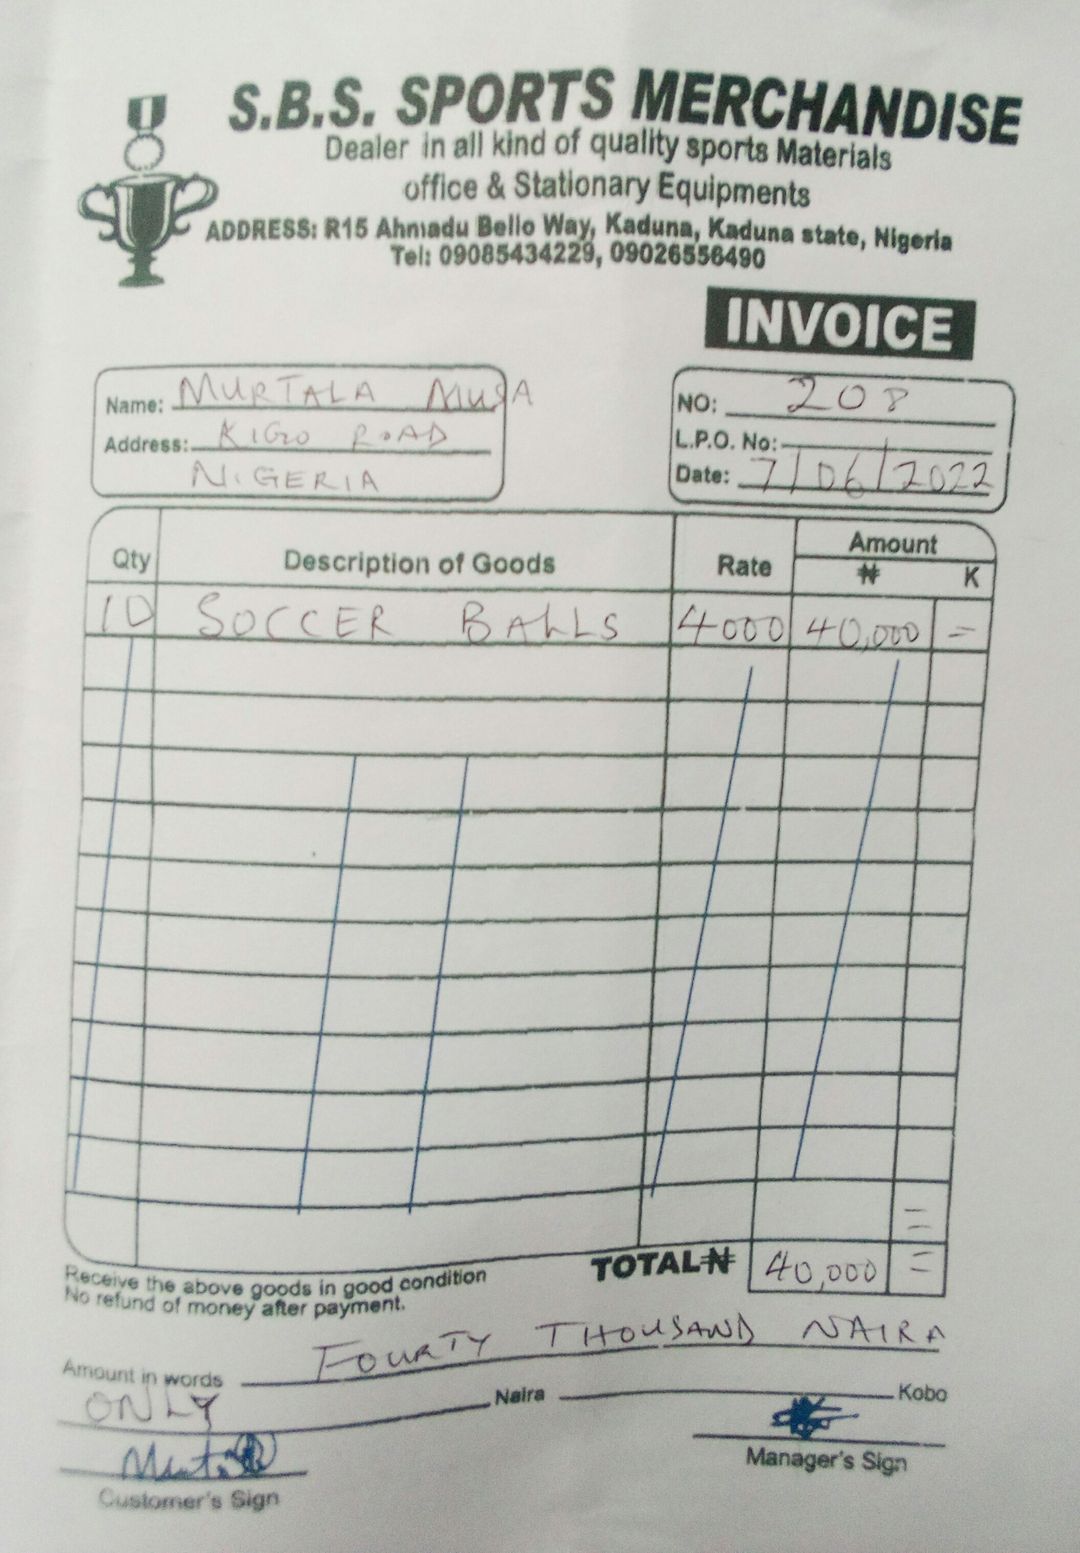 S.B.S. SPORTS MERCHANDISE
Dealer in all kind of quality sports Materials
office & Stationary Equipments
ADDRESS: R15 Ahmadu Bello Way, Kaduna, Kaduna state, Nigeria
Tel: 09085434229, 09026556490
INVOICE
Name: MURTALA MUSA
Address: KIGO ROAD
NIGERIA
NO: 208
L.P.O. No:
Date: 7/06/2022
Qty Description of Goods Rate Amount
₦ K
10 SOCCER BALLS 4000 40,000 =
TOTAL ₦ 40,000 =
Receive the above goods in good condition
No refund of money after payment.
Amount in words FOURTY THOUSAND NAIRA
ONLY Naira Kobo
Customer's Sign
Manager's Sign